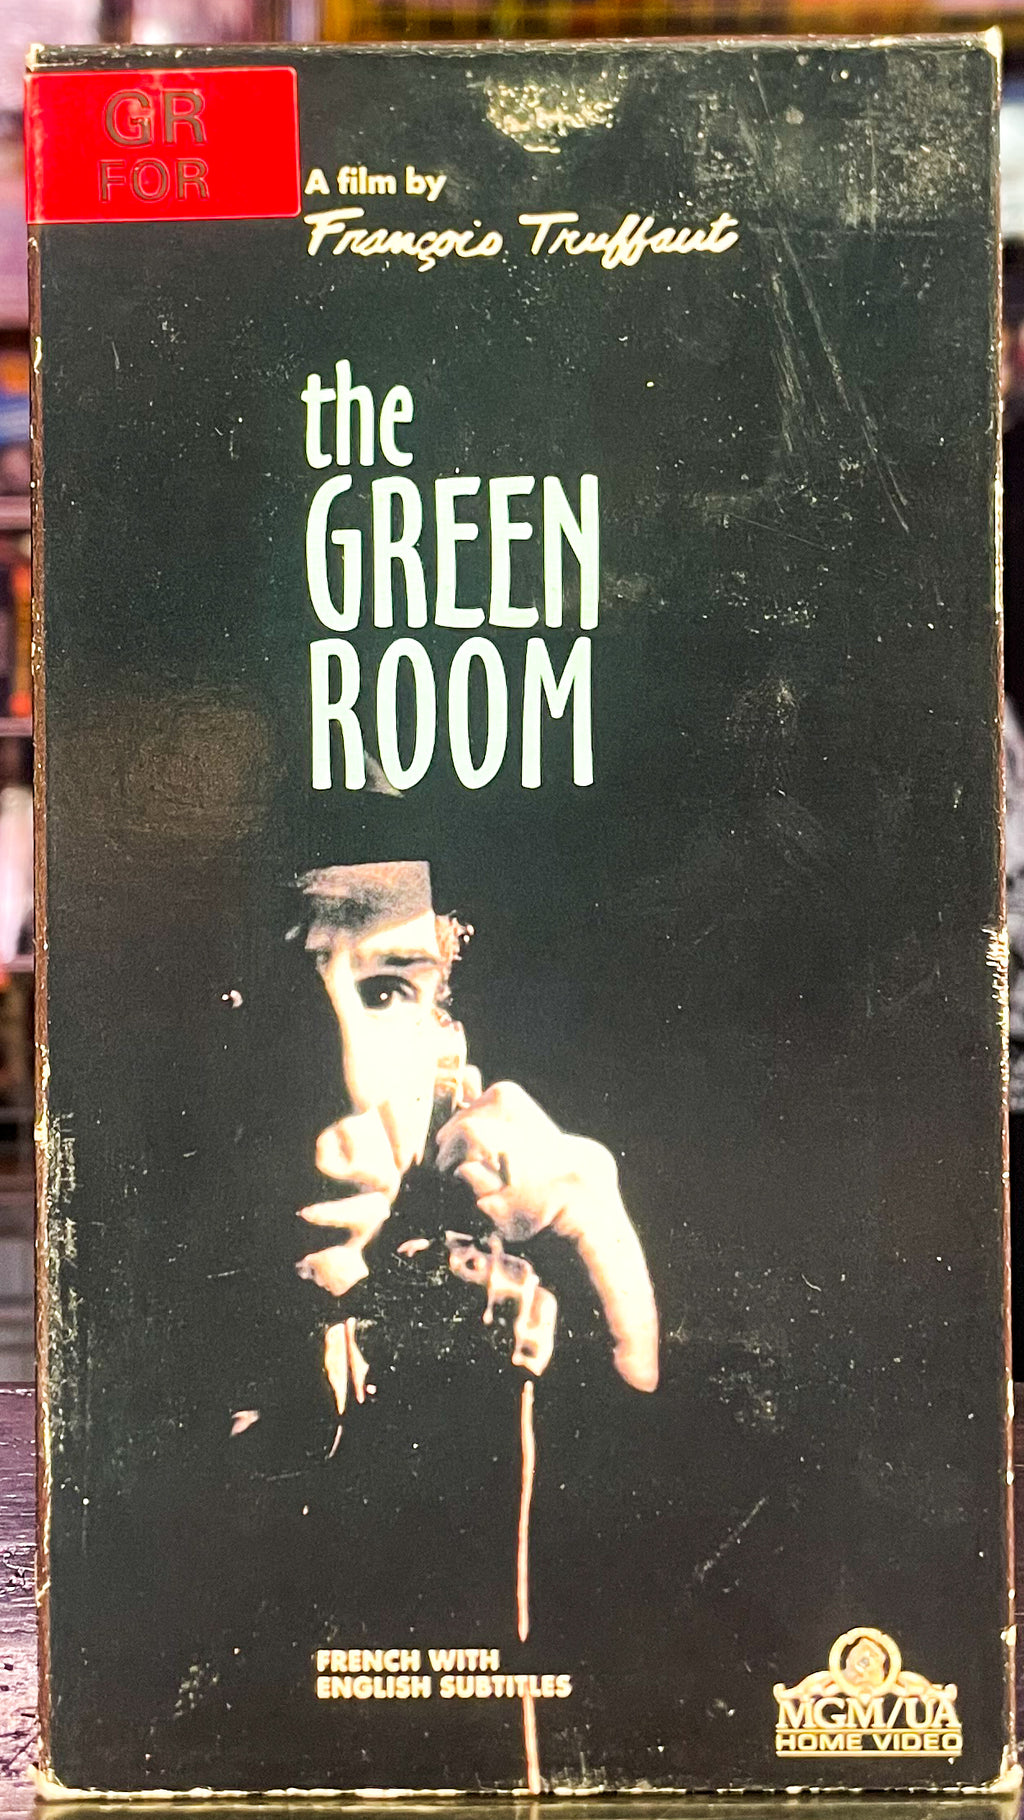 GR
FOR
A film by
François Truffaut
the
GREEN
ROOM
FRENCH WITH
ENGLISH SUBTITLES
MGM/UA
HOME VIDEO